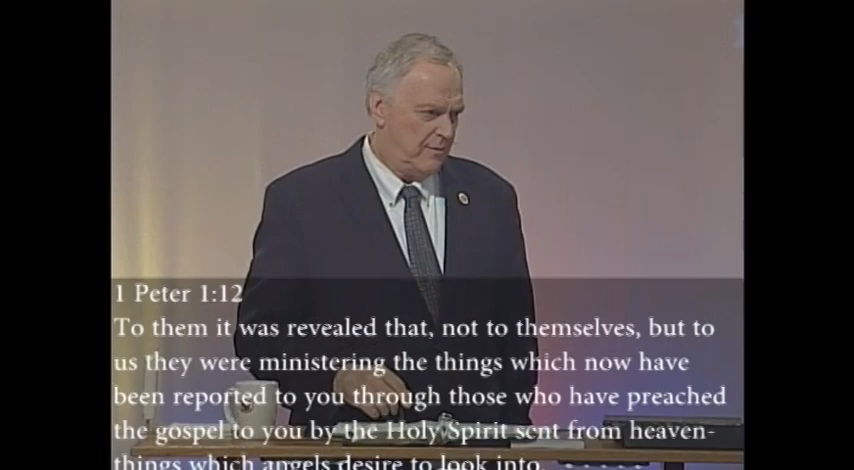 1 Peter 1:12
To them it was revealed that, not to themselves, but to
us they were ministering the things which now have
been reported to you through those who have preached
the gospel to you by the Holy Spirit sent from heaven-
things which angels desire to look into.